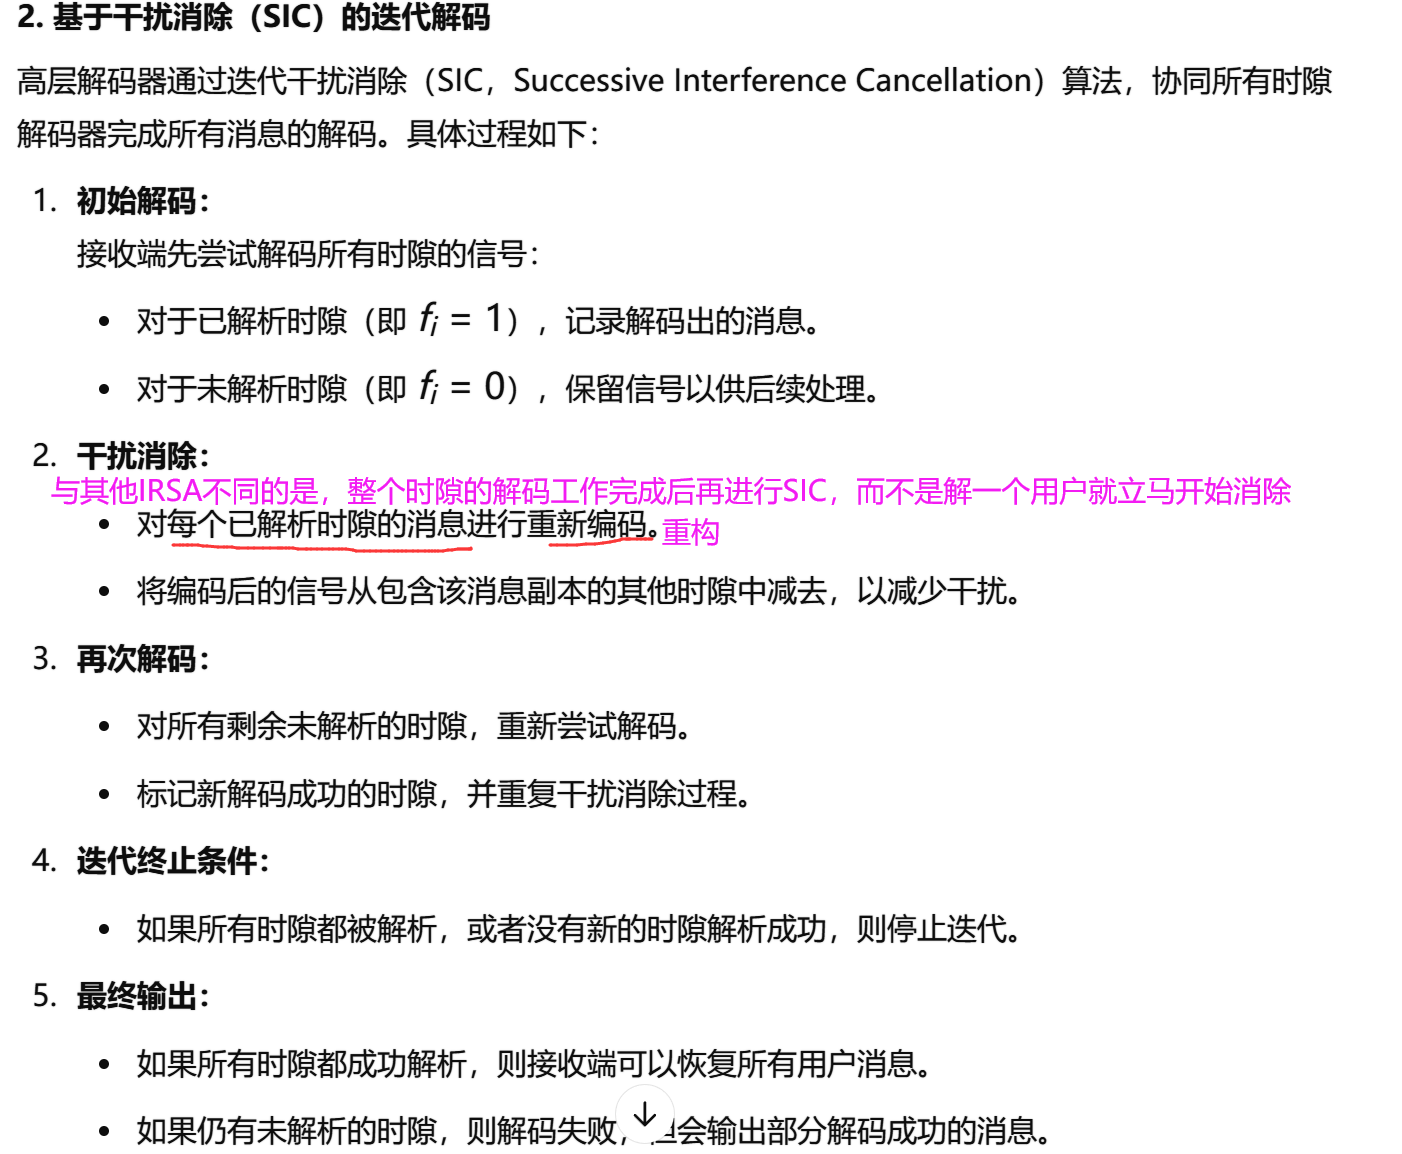 2. 基于干扰消除（SIC）的迭代解码
高层解码器通过迭代干扰消除（SIC，Successive Interference Cancellation）算法，协同所有时隙
解码器完成所有消息的解码。具体过程如下：
1. 初始解码：
接收端先尝试解码所有时隙的信号：
• 对于已解析时隙（即 fi = 1），记录解码出的消息。
• 对于未解析时隙（即 fi = 0），保留信号以供后续处理。
2. 干扰消除：
与其他IRSA不同的是，整个时隙的解码工作完成后再进行SIC，而不是解一个用户就立马开始消除
• 对每个已解析时隙的消息进行重新编码。重构
• 将编码后的信号从包含该消息副本的其他时隙中减去，以减少干扰。
3. 再次解码：
• 对所有剩余未解析的时隙，重新尝试解码。
• 标记新解码成功的时隙，并重复干扰消除过程。
4. 迭代终止条件：
• 如果所有时隙都被解析，或者没有新的时隙解析成功，则停止迭代。
5. 最终输出：
• 如果所有时隙都成功解析，则接收端可以恢复所有用户消息。
• 如果仍有未解析的时隙，则解码失败，会输出部分解码成功的消息。